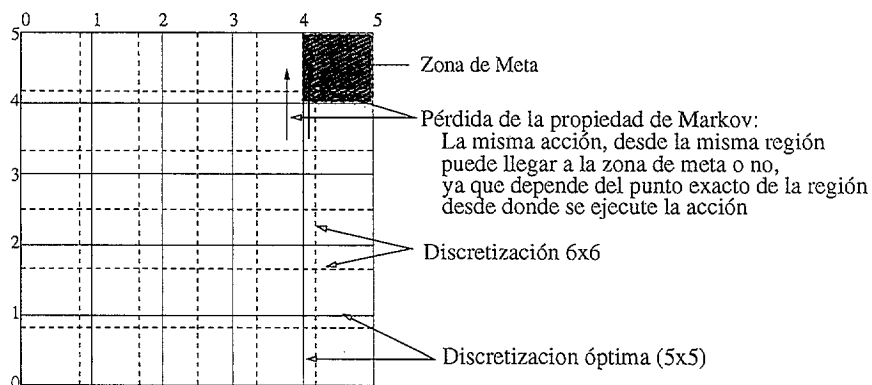 0 1 2 3 4 5
5
4
3
2
1
0
Zona de Meta
Pérdida de la propiedad de Markov:
La misma acción, desde la misma región
puede llegar a la zona de meta o no,
ya que depende del punto exacto de la región
desde donde se ejecute la acción
Discretización 6x6
Discretizacion óptima (5x5)